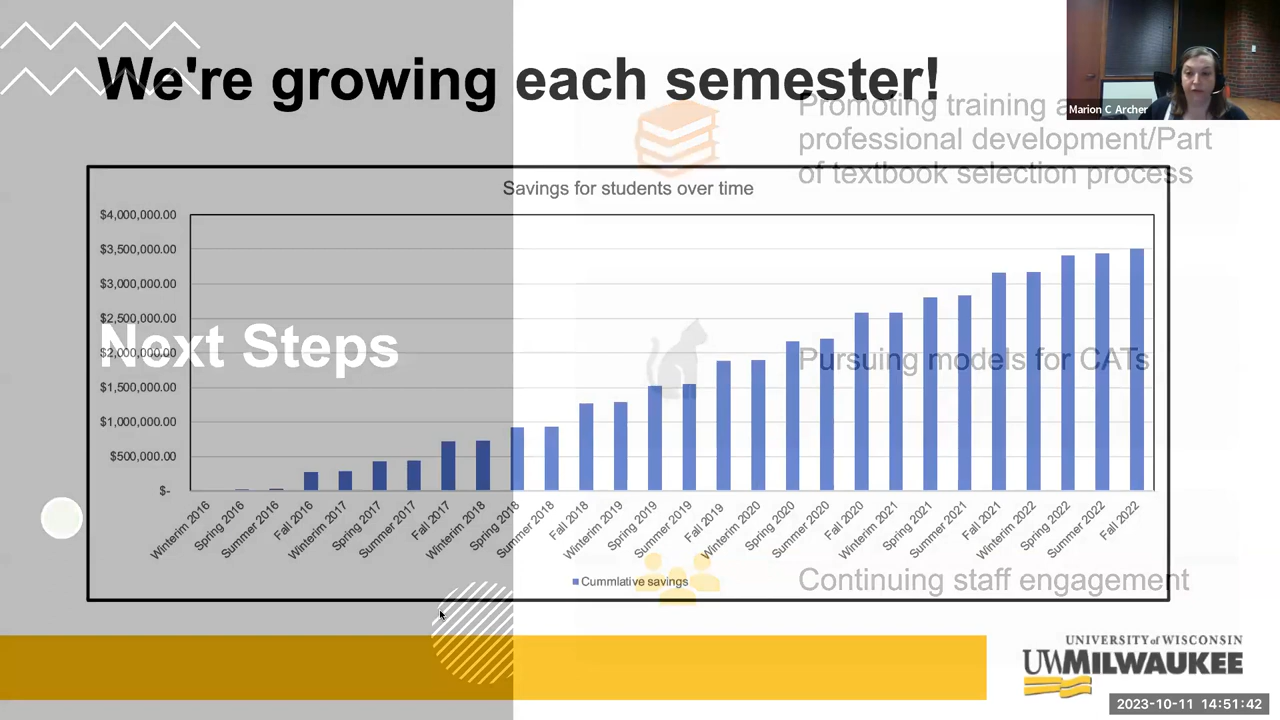 We're growing each semester!
Marion C Archer
Promoting training a
professional development/Part
of textbook selection process
Savings for students over time
$4,000,000.00
$3,500,000.00
$3,000,000.00
$2,500,000.00
$2,000,000.00
$1,500,000.00
$1,000,000.00
$500,000.00
$-
Next Steps
Pursuing models for CATs
Winterim 2016
Spring 2016
Summer 2016
Fall 2016
Winterim 2017
Spring 2017
Summer 2017
Fall 2017
Winterim 2018
Spring 2018
Summer 2018
Fall 2018
Winterim 2019
Spring 2019
Summer 2019
Fall 2019
Winterim 2020
Spring 2020
Summer 2020
Fall 2020
Winterim 2021
Spring 2021
Summer 2021
Fall 2021
Winterim 2022
Spring 2022
Summer 2022
Fall 2022
Cummlative savings
Continuing staff engagement
UNIVERSITY of WISCONSIN
UWMILWAUKEE
2023-10-11 14:51:42